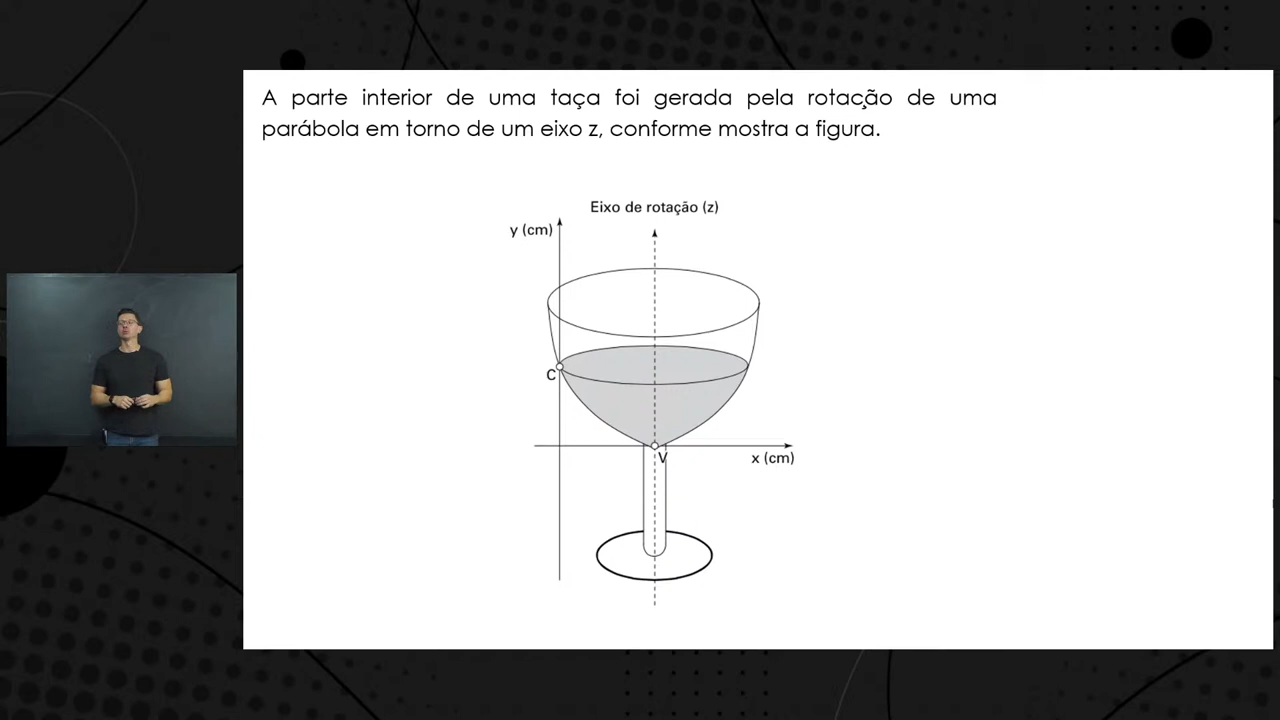 A parte interior de uma taça foi gerada pela rotação de uma
parábola em torno de um eixo z, conforme mostra a figura.
Eixo de rotação (z)
y (cm)
C
V
x (cm)